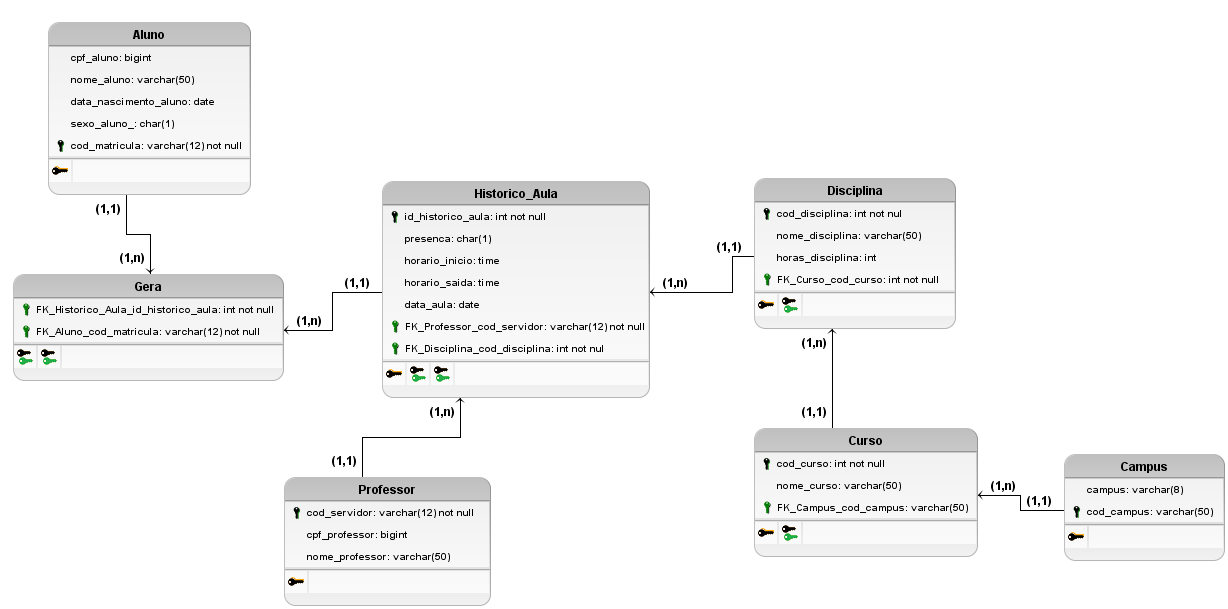 Aluno
cpf_aluno: bigint
nome_aluno: varchar(50)
data_nascimento_aluno: date
sexo_aluno_: char(1)
cod_matricula: varchar(12) not null
(1,1)
(1,n)
Gera
FK_Historico_Aula_id_historico_aula: int not null
FK_Aluno_cod_matricula: varchar(12) not null
(1,1)
(1,n)
Historico_Aula
id_historico_aula: int not null
presenca: char(1)
horario_inicio: time
horario_saida: time
data_aula: date
FK_Professor_cod_servidor: varchar(12) not null
FK_Disciplina_cod_disciplina: int not nul
(1,1)
(1,n)
Disciplina
cod_disciplina: int not nul
nome_disciplina: varchar(50)
horas_disciplina: int
FK_Curso_cod_curso: int not null
(1,n)
(1,1)
(1,n)
(1,1)
Professor
cod_servidor: varchar(12) not null
cpf_professor: bigint
nome_professor: varchar(50)
Curso
cod_curso: int not null
nome_curso: varchar(50)
FK_Campus_cod_campus: varchar(50)
(1,n)
(1,1)
Campus
campus: varchar(8)
cod_campus: varchar(50)